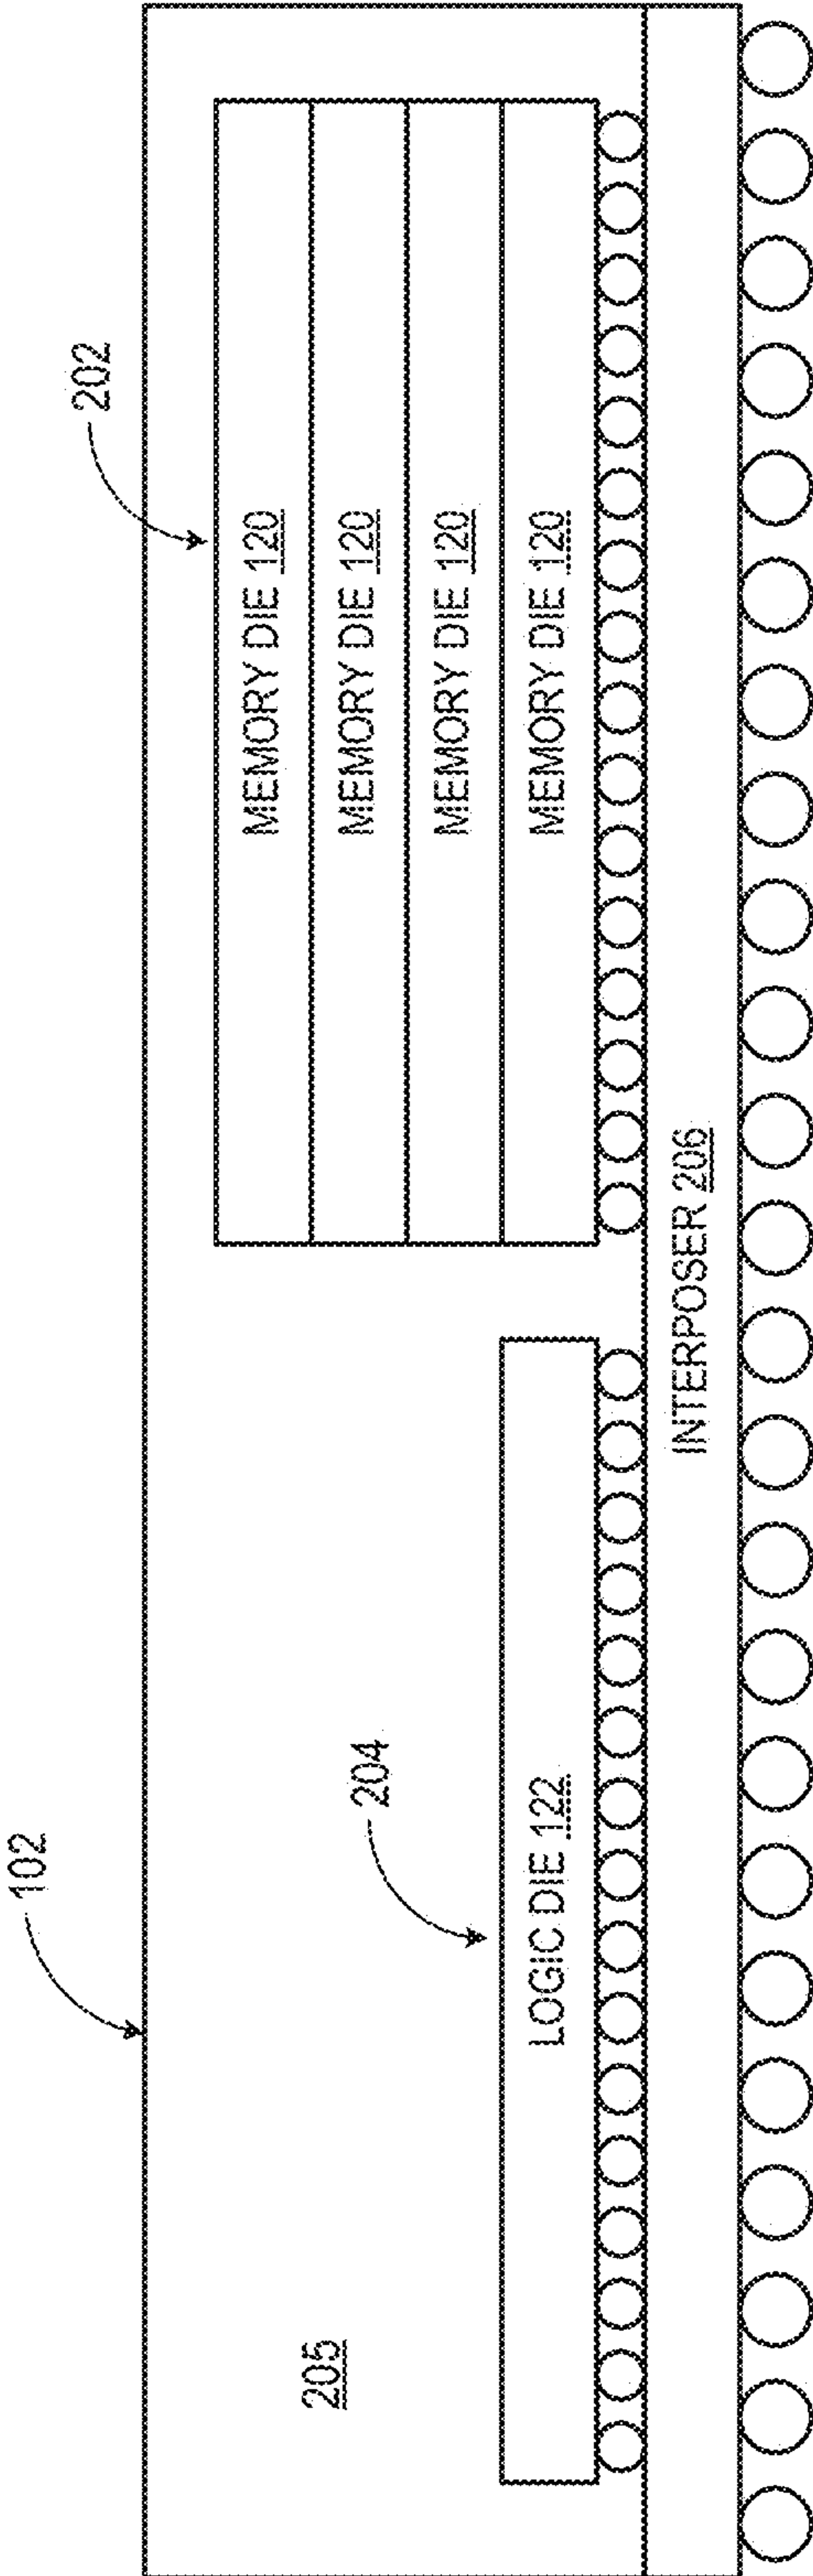 102
202
204
205
MEMORY DIE 120
MEMORY DIE 120
MEMORY DIE 120
MEMORY DIE 120
LOGIC DIE 122
INTERPOSER 206